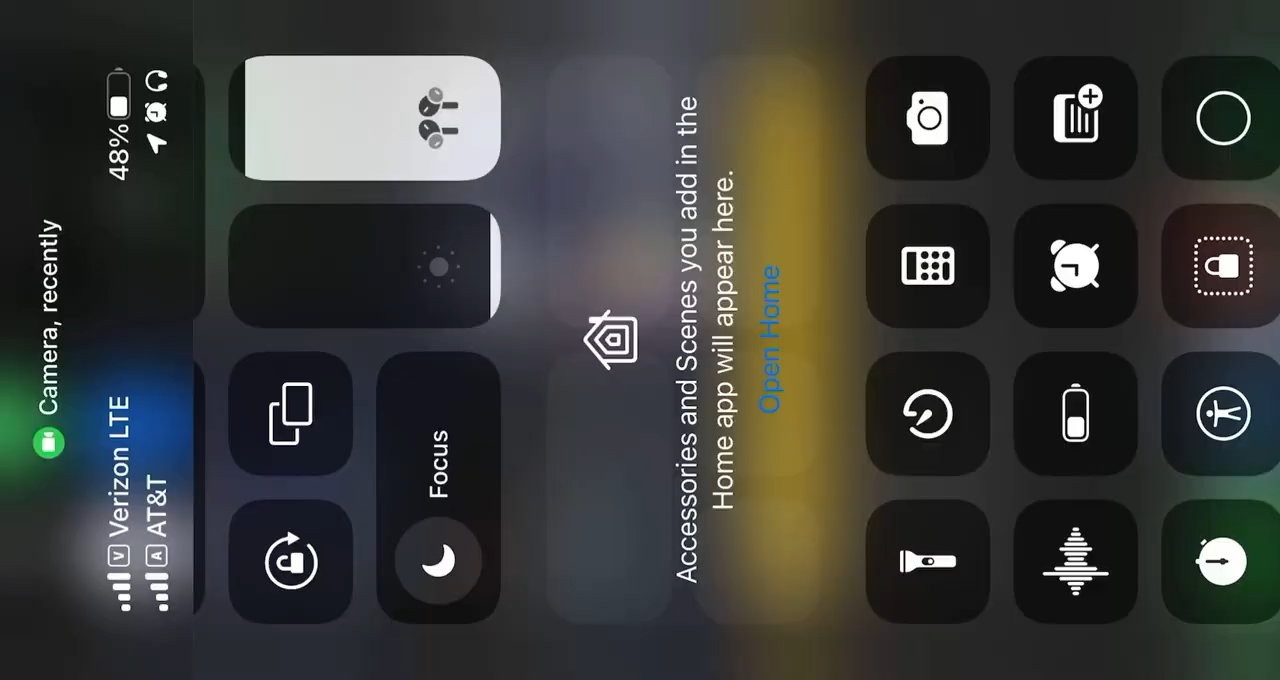 Camera, recently
V Verizon LTE
48%
A AT&T
Focus
Accessories and Scenes you add in the
Home app will appear here.
Open Home